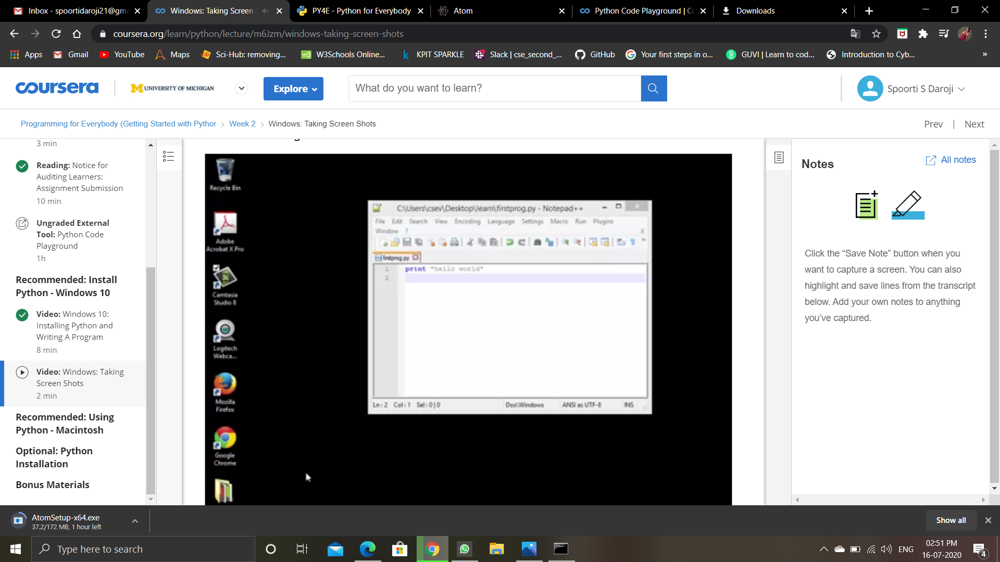 Inbox - spoortidaroji21@gma
Windows: Taking Screen
PY4E - Python for Everybody
Atom
Python Code Playground | Co
Downloads
coursera.org/learn/python/lecture/m6Jzm/windows-taking-screen-shots
Apps
Gmail
YouTube
Maps
Sci-Hub: removing...
W3Schools Online...
KPIT SPARKLE
Slack | cse_second_...
GitHub
Your first steps in o...
GUVI | Learn to cod...
Introduction to Cyb...
»
coursera
M UNIVERSITY OF MICHIGAN
Explore
What do you want to learn?
Spoorti S Daroji
Programming for Everybody (Getting Started with Python
Week 2
Windows: Taking Screen Shots
Prev | Next
3 min
Reading: Notice for
Auditing Learners:
Assignment Submission
10 min
Ungraded External
Tool: Python Code
Playground
1h
Recommended: Install
Python - Windows 10
Video: Windows 10:
Installing Python and
Writing A Program
8 min
Video: Windows: Taking
Screen Shots
2 min
Recommended: Using
Python - Macintosh
Optional: Python
Installation
Bonus Materials
Recycle Bin
Adobe
Acrobat X Pro
Camtasia
Studio 8
Logitech
Webca...
Mozilla
Firefox
Google
Chrome
C:\Users\csev\Desktop\learn\firstprog.py - Notepad++
File Edit Search View Encoding Language Settings Macro Run Plugins
Window ? X
firstprog.py
1 print "hello world"
2
Ln:2 Col:1 Sel:0|0 Dos\Windows ANSI as UTF-8 INS
Notes
All notes
Click the “Save Note” button when you
want to capture a screen. You can also
highlight and save lines from the transcript
below. Add your own notes to anything
you’ve captured.
AtomSetup-x64.exe
37.2/172 MB, 1 hour left
Show all
Type here to search
ENG
02:51 PM
16-07-2020
4